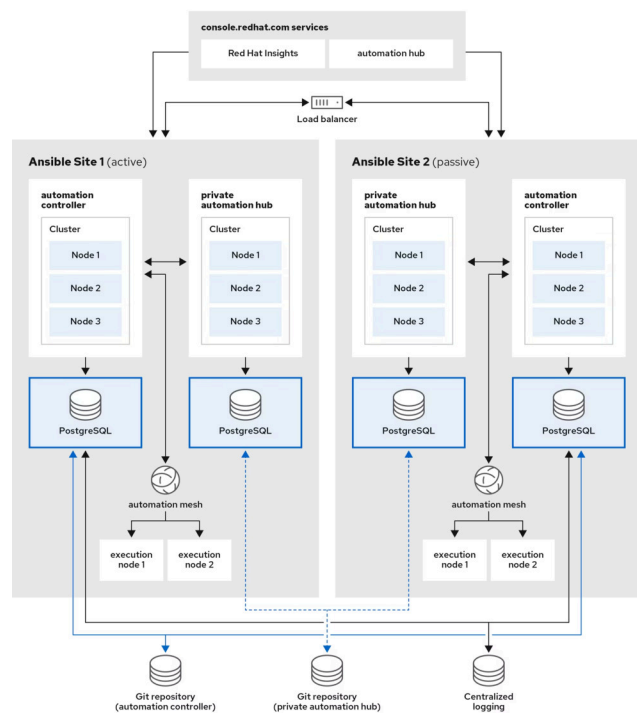 console.redhat.com services
Red Hat Insights
automation hub
Load balancer
Ansible Site 1 (active)
automation
controller
Cluster
Node 1
Node 2
Node 3
private
automation hub
Cluster
Node 1
Node 2
Node 3
PostgreSQL
PostgreSQL
automation mesh
execution
node 1
execution
node 2
Ansible Site 2 (passive)
private
automation hub
Cluster
Node 1
Node 2
Node 3
automation
controller
Cluster
Node 1
Node 2
Node 3
PostgreSQL
PostgreSQL
automation mesh
execution
node 1
execution
node 2
Git repository
(automation controller)
Git repository
(private automation hub)
Centralized
logging